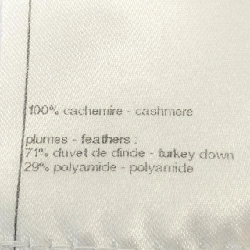 100% cachemire - cashmere
plumes - feathers :
71% duvet de dinde - turkey down
29% polyamide - polyamide